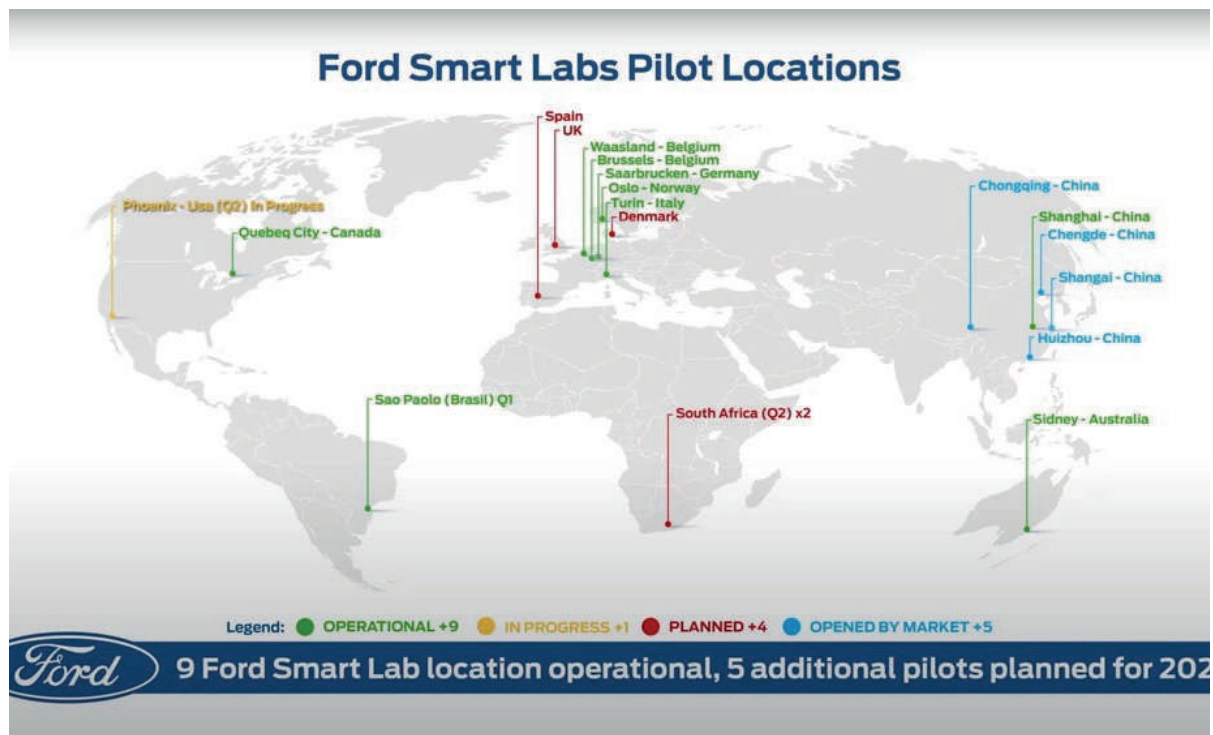 Ford Smart Labs Pilot Locations
Spain
UK
Waasland - Belgium
Brussels - Belgium
Saarbrucken - Germany
Oslo - Norway
Turin - Italy
Denmark
Phoenix - Usa (Q2) In Progress
Quebeq City - Canada
Chongqing - China
Shanghai - China
Chengde - China
Shangai - China
Huizhou - China
Sao Paolo (Brasil) Q1
South Africa (Q2) x2
Sidney - Australia
Legend: OPERATIONAL +9 IN PROGRESS +1 PLANNED +4 OPENED BY MARKET +5
Ford 9 Ford Smart Lab location operational, 5 additional pilots planned for 202